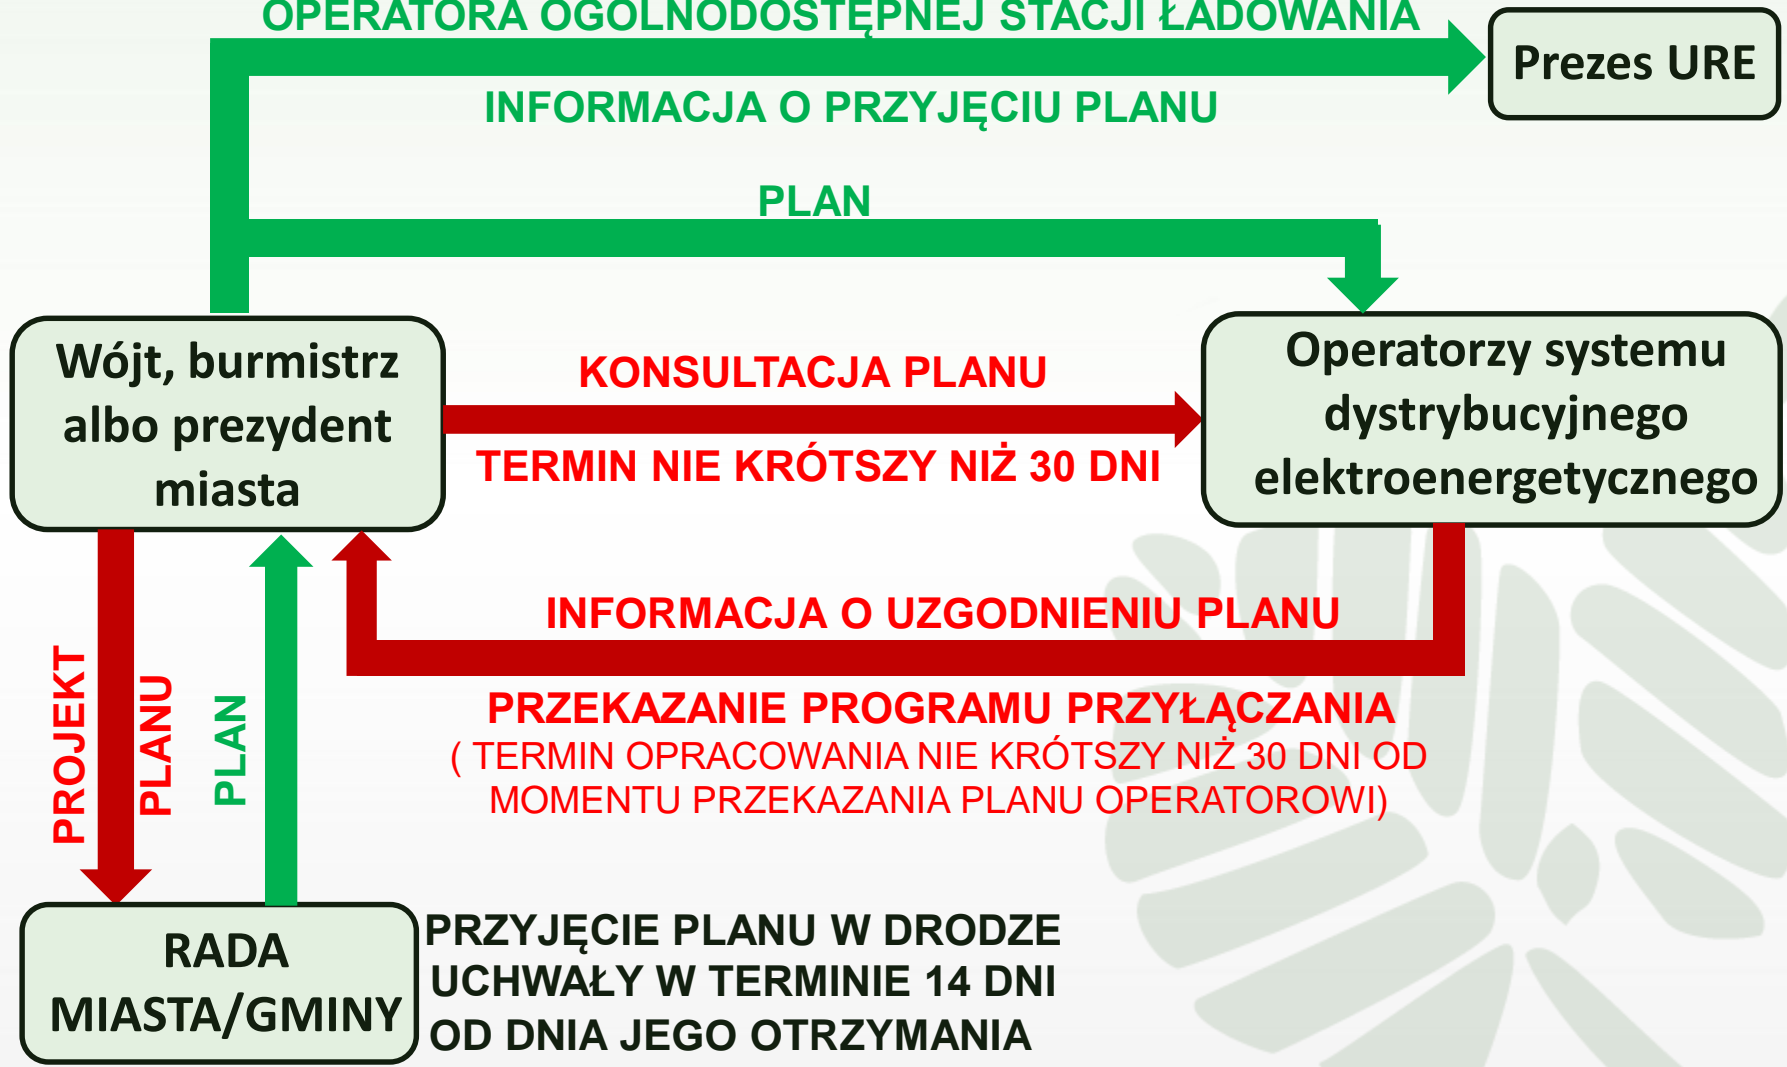 OPERATORA OGÓLNODOSTĘPNEJ STACJI ŁADOWANIA
Prezes URE
INFORMACJA O PRZYJĘCIU PLANU
PLAN
Wójt, burmistrz
albo prezydent
miasta
KONSULTACJA PLANU
TERMIN NIE KRÓTSZY NIŻ 30 DNI
Operatorzy systemu
dystrybucyjnego
elektroenergetycznego
INFORMACJA O UZGODNIENIU PLANU
PRZEKAZANIE PROGRAMU PRZYŁĄCZANIA
( TERMIN OPRACOWANIA NIE KRÓTSZY NIŻ 30 DNI OD
MOMENTU PRZEKAZANIA PLANU OPERATOROWI)
PROJEKT
PLANU
PLAN
RADA
MIASTA/GMINY
PRZYJĘCIE PLANU W DRODZE
UCHWAŁY W TERMINIE 14 DNI
OD DNIA JEGO OTRZYMANIA